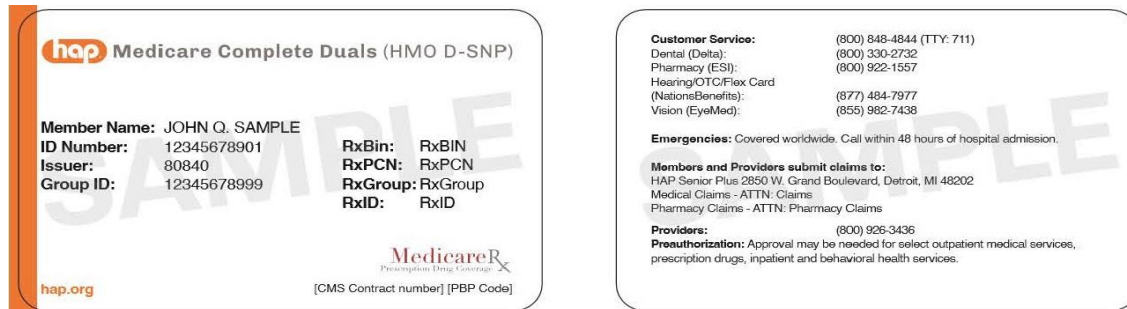 hap Medicare Complete Duals (HMO D-SNP)
SAMPLE
Member Name: JOHN Q. SAMPLE
ID Number: 12345678901
Issuer: 80840
Group ID: 12345678999
RxBin: RxBIN
RxPCN: RxPCN
RxGroup: RxGroup
RxID: RxID
MedicareRx
Prescription Drug Coverage
hap.org
[CMS Contract number] [PBP Code]
SAMPLE
Customer Service: (800) 848-4844 (TTY: 711)
Dental (Delta): (800) 330-2732
Pharmacy (ESI): (800) 922-1557
Hearing/OTC/Flex Card
(NationsBenefits): (877) 484-7977
Vision (EyeMed): (855) 982-7438
Emergencies: Covered worldwide. Call within 48 hours of hospital admission.
Members and Providers submit claims to:
HAP Senior Plus 2850 W. Grand Boulevard, Detroit, MI 48202
Medical Claims - ATTN: Claims
Pharmacy Claims - ATTN: Pharmacy Claims
Providers: (800) 926-3436
Preauthorization: Approval may be needed for select outpatient medical services,
prescription drugs, inpatient and behavioral health services.